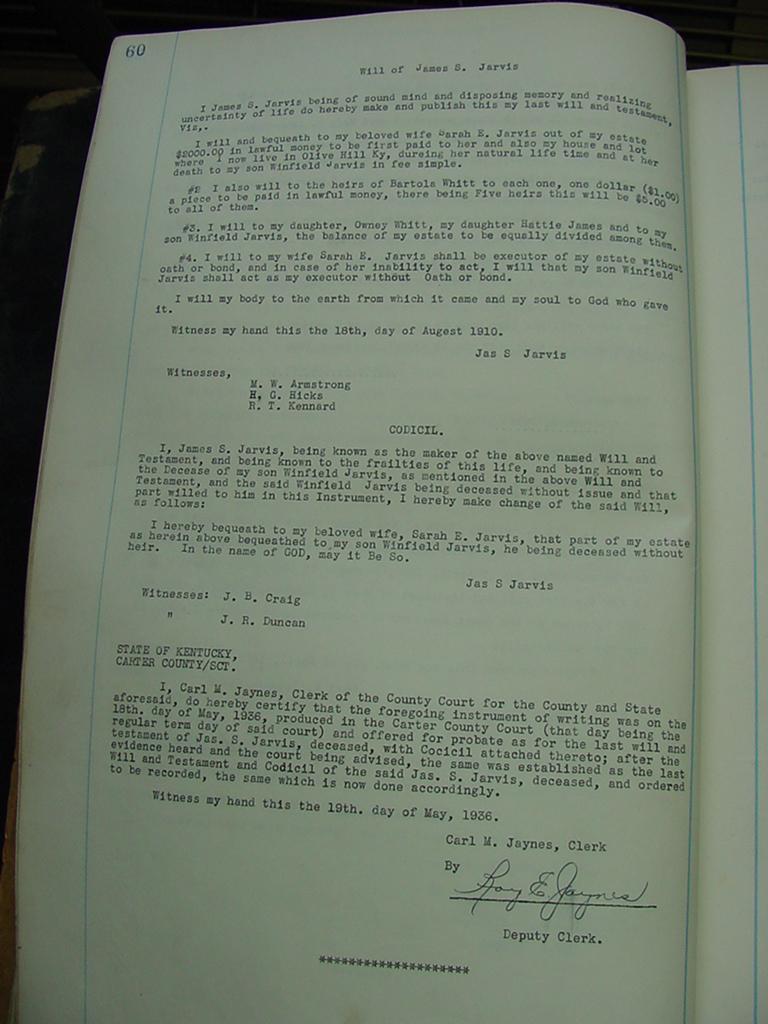 60
Will of James S. Jarvis
I James S. Jarvis being of sound mind and disposing memory and realizing
uncertainty of life do hereby make and publish this my last will and testament,
Viz,.
I will and bequeath to my beloved wife Sarah E. Jarvis out of my estate
$2000.00 in lawful money to be first paid to her and also my house and lot
where I now live in Olive Hill Ky, dureing her natural life time and at her
death to my son Winfield Jarvis in fee simple.
#2 I also will to the heirs of Bartola Whitt to each one, one dollar ($1.00)
a piece to be paid in lawful money, there being Five heirs this will be $5.00
to all of them.
#3. I will to my daughter, Owney Whitt, my daughter Hattie James and to my
son Winfield Jarvis, the balance of my estate to be equally divided among them.
#4. I will to my wife Sarah E. Jarvis shall be executor of my estate without
oath or bond, and in case of her inability to act, I will that my son Winfield
Jarvis shall act as my executor without Oath or bond.
I will my body to the earth from which it came and my soul to God who gave
it.
Witness my hand this the 18th, day of Augest 1910.
Jas S Jarvis
Witnesses,
M. W. Armstrong
H, G. Hicks
R. T. Kennard
CODICIL.
I, James S. Jarvis, being known as the maker of the above named Will and
Testament, and being known to the frailties of this life, and being known to
the Decease of my son Winfield Jarvis, as mentioned in the above Will and
Testament, and the said Winfield Jarvis being deceased without issue and that
part willed to him in this Instrument, I hereby make change of the said Will,
as follows:
I hereby bequeath to my beloved wife, Sarah E. Jarvis, that part of my estate
as herein above bequeathed to my son Winfield Jarvis, he being deceased without
heir. In the name of GOD, may it Be So.
Jas S Jarvis
Witnesses: J. B. Craig
" J. R. Duncan
STATE OF KENTUCKY,
CARTER COUNTY/SCT.
I, Carl M. Jaynes, Clerk of the County Court for the County and State
aforesaid, do hereby certify that the foregoing instrument of writing was on the
18th. day of May, 1936, produced in the Carter County Court (that day being the
regular term day of said court) and offered for probate as for the last will and
testament of Jas. S. Jarvis, deceased, with Cocicil attached thereto; after the
evidence heard and the court being advised, the same was established as the last
Will and Testament and Codicil of the said Jas. S. Jarvis, deceased, and ordered
to be recorded, the same which is now done accordingly.
Witness my hand this the 19th. day of May, 1936.
Carl M. Jaynes, Clerk
By Roy E. Jaynes
Deputy Clerk.
********************